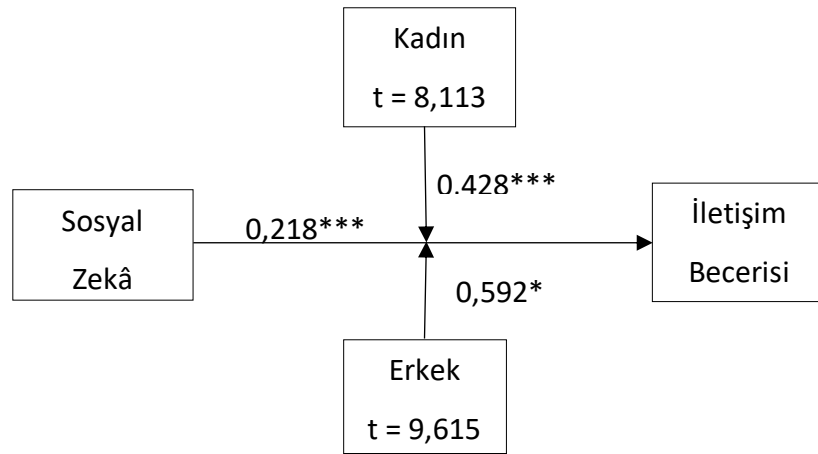 Kadın
t = 8,113
0.428***
Sosyal
Zekâ
0,218***
İletişim
Becerisi
0,592*
Erkek
t = 9,615